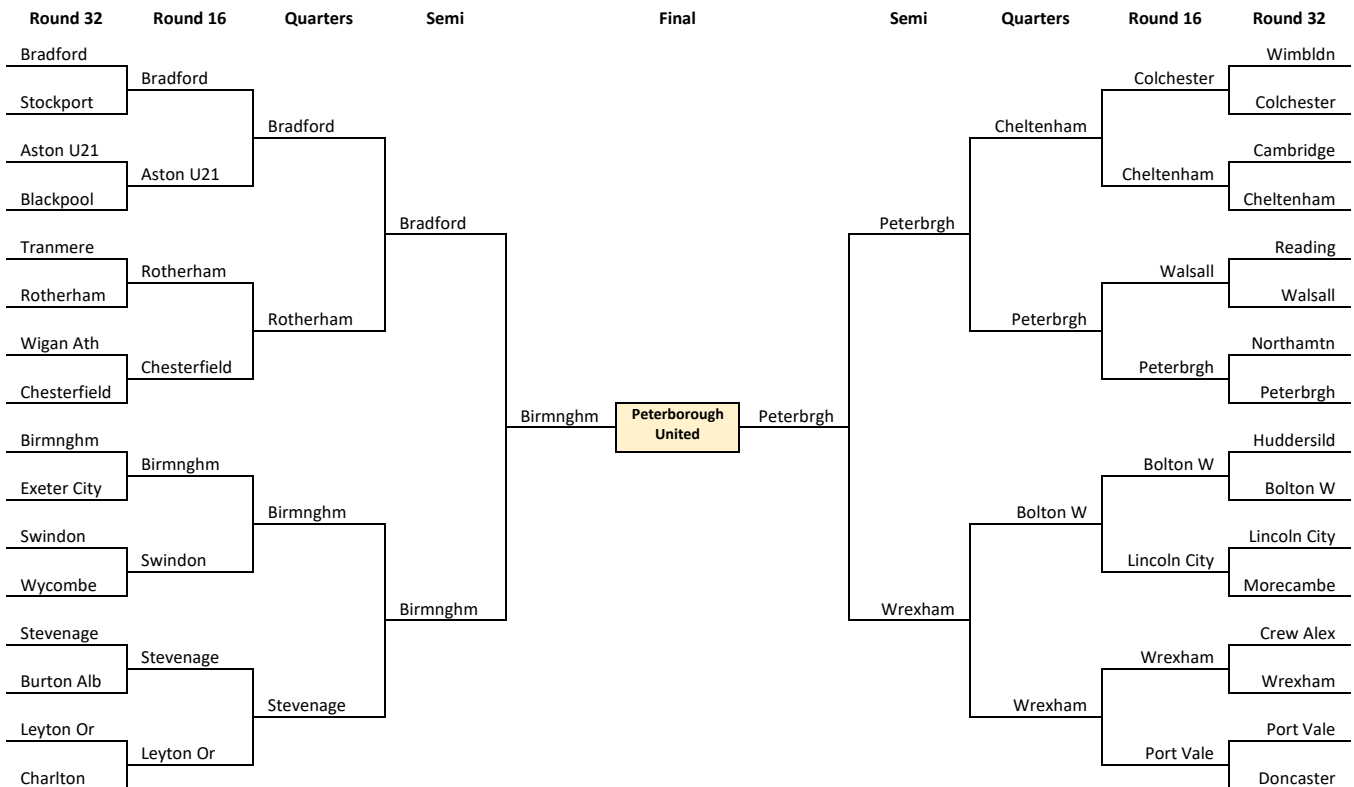 Round 32 Round 16 Quarters Semi Final Semi Quarters Round 16 Round 32
Bradford Wimbldn
Bradford Colchester
Stockport Colchester
Bradford Cheltenham
Aston U21 Cambridge
Aston U21 Cheltenham
Blackpool Cheltenham
Bradford Peterbrgh
Tranmere Reading
Rotherham Walsall
Rotherham Walsall
Rotherham Peterbrgh
Wigan Ath Northamtn
Chesterfield Peterbrgh
Chesterfield Peterbrgh
Birmnghm Peterborough Peterbrgh
United
Birmnghm Huddersild
Birmnghm Bolton W
Exeter City Bolton W
Birmnghm Bolton W
Swindon Lincoln City
Swindon Lincoln City
Wycombe Morecambe
Birmnghm Wrexham
Stevenage Crew Alex
Stevenage Wrexham
Burton Alb Wrexham
Stevenage Wrexham
Leyton Or Port Vale
Leyton Or Port Vale
Charlton Doncaster